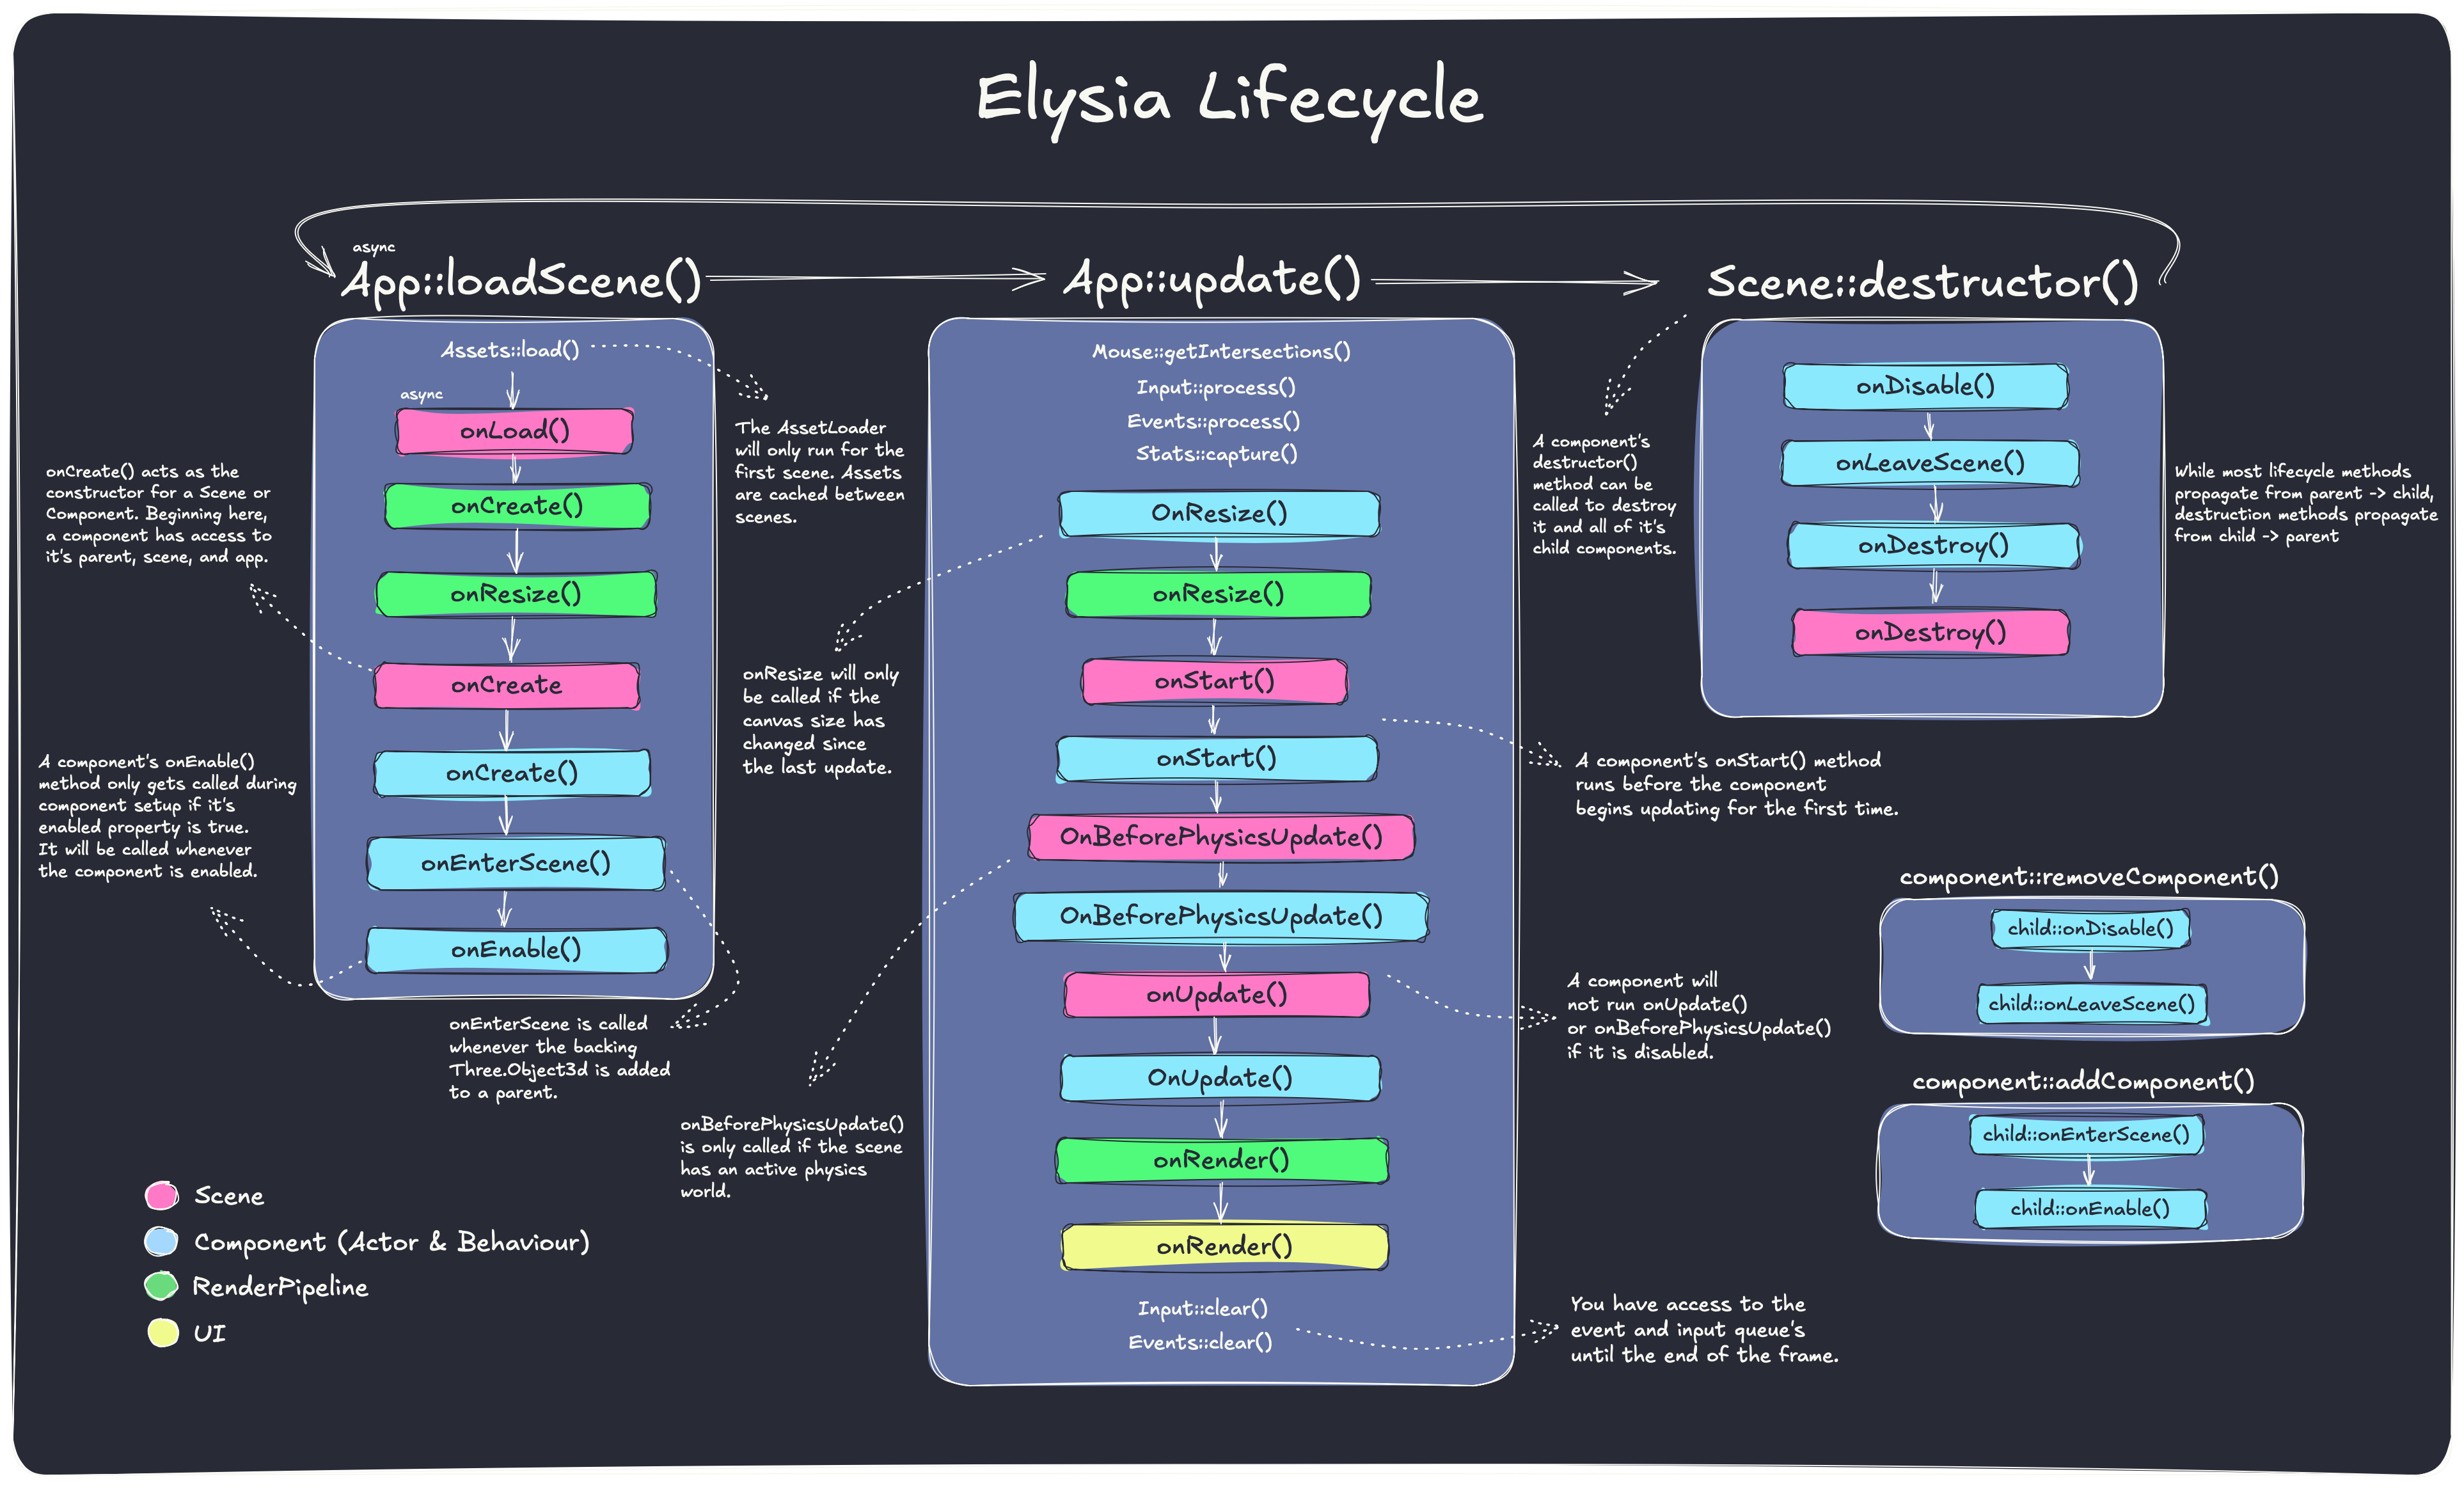 Elysia Lifecycle
async
App::loadScene()
App::update()
Scene::destructor()
Assets::load()
async
onLoad()
onCreate()
onResize()
onCreate
onCreate()
onEnterScene()
onEnable()
onCreate() acts as the
constructor for a Scene or
Component. Beginning here,
a component has access to
it's parent, scene, and app.
A component's onEnable()
method only gets called during
component setup if it's
enabled property is true.
It will be called whenever
the component is enabled.
The AssetLoader
will only run for the
first scene. Assets
are cached between
scenes.
onResize will only
be called if the
canvas size has
changed since
the last update.
onEnterScene is called
whenever the backing
Three.Object3d is added
to a parent.
onBeforePhysicsUpdate()
is only called if the scene
has an active physics
world.
Mouse::getIntersections()
Input::process()
Events::process()
Stats::capture()
OnResize()
onResize()
onStart()
onStart()
OnBeforePhysicsUpdate()
OnBeforePhysicsUpdate()
onUpdate()
OnUpdate()
onRender()
onRender()
Input::clear()
Events::clear()
A component's
destructor()
method can be
called to destroy
it and all of it's
child components.
onDisable()
onLeaveScene()
onDestroy()
onDestroy()
While most lifecycle methods
propagate from parent -> child,
destruction methods propagate
from child -> parent
A component's onStart() method
runs before the component
begins updating for the first time.
A component will
not run onUpdate()
or onBeforePhysicsUpdate()
if it is disabled.
You have access to the
event and input queue's
until the end of the frame.
component::removeComponent()
child::onDisable()
child::onLeaveScene()
component::addComponent()
child::onEnterScene()
child::onEnable()
Scene
Component (Actor & Behaviour)
RenderPipeline
UI